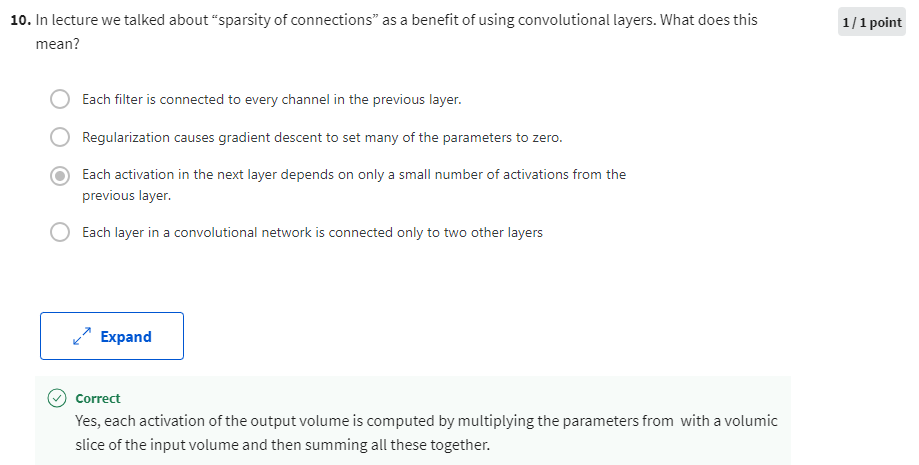 10. In lecture we talked about “sparsity of connections” as a benefit of using convolutional layers. What does this
mean?
1 / 1 point
Each filter is connected to every channel in the previous layer.
Regularization causes gradient descent to set many of the parameters to zero.
Each activation in the next layer depends on only a small number of activations from the
previous layer.
Each layer in a convolutional network is connected only to two other layers
Expand
Correct
Yes, each activation of the output volume is computed by multiplying the parameters from with a volumic
slice of the input volume and then summing all these together.